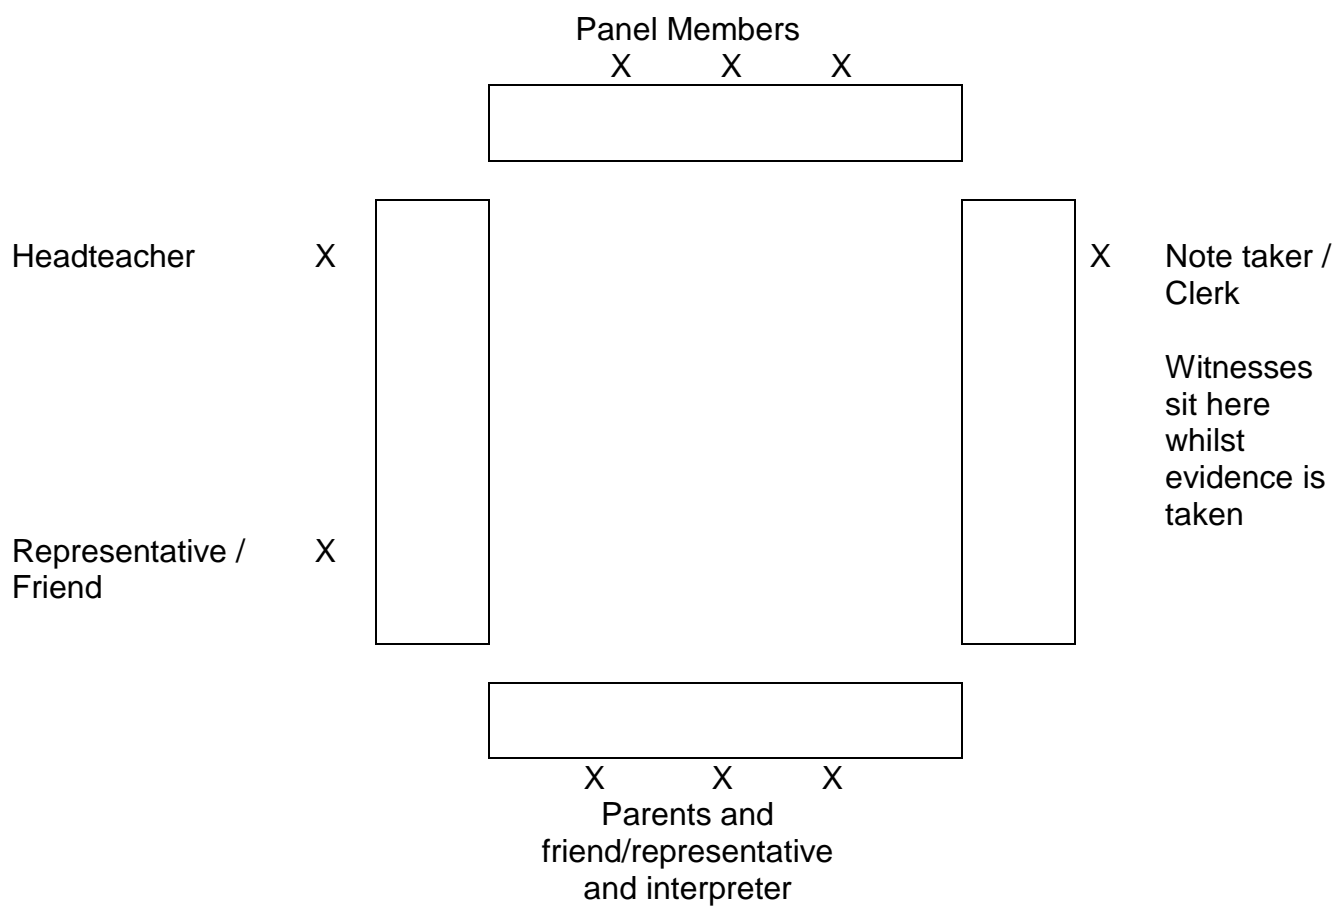 Panel Members
X X X
Headteacher X
X Note taker /
Clerk
Witnesses
sit here
whilst
evidence is
taken
Representative / X
Friend
X X X
Parents and
friend/representative
and interpreter